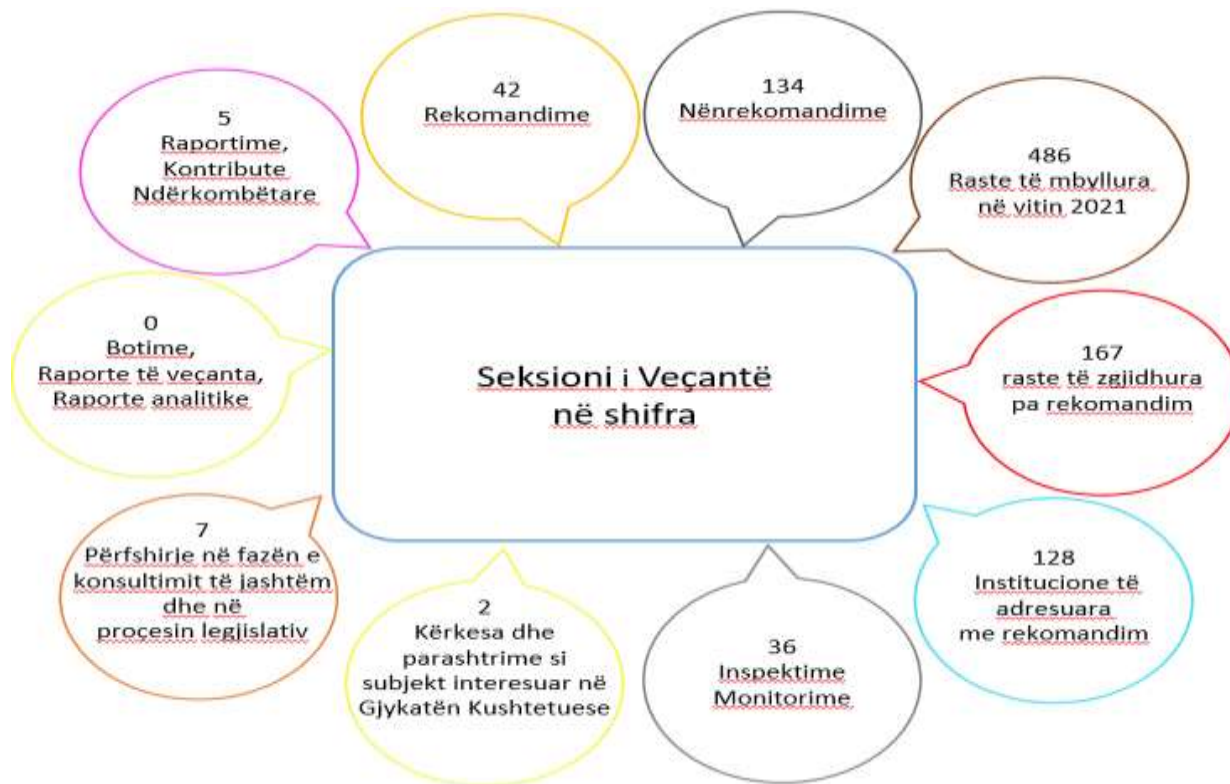 42
Rekomandime
134
Nënrekomandime
5
Raportime,
Kontribute
Ndërkombëtare
486
Raste të mbyllura
në vitin 2021
0
Botime,
Raporte të veçanta,
Raporte analitike
Seksioni i Veçantë
në shifra
167
raste të zgjidhura
pa rekomandim
7
Përfshirje në fazën e
konsultimit të jashtëm
dhe në
proçesin legjislativ
2
Kërkesa dhe
parashtrime si
subjekt interesuar në
Gjykatën Kushtetuese
36
Inspektime
Monitorime
128
Institucione të
adresuara
me rekomandim